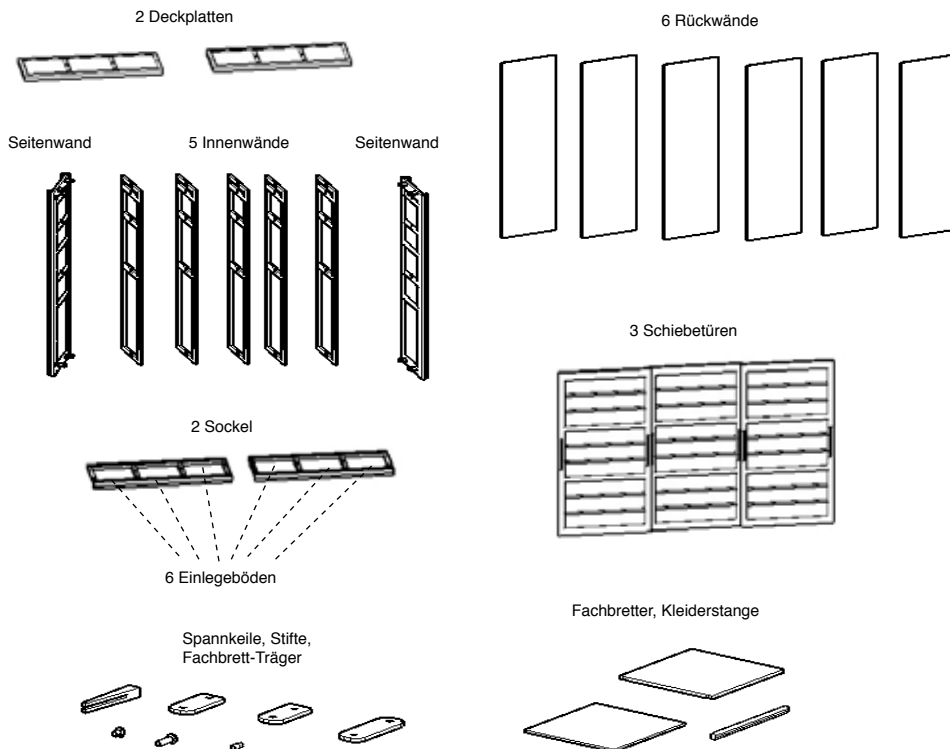 2 Deckplatten
6 Rückwände
Seitenwand
5 Innenwände
Seitenwand
3 Schiebetüren
2 Sockel
6 Einlegeböden
Fachbretter, Kleiderstange
Spannkeile, Stifte,
Fachbrett-Träger